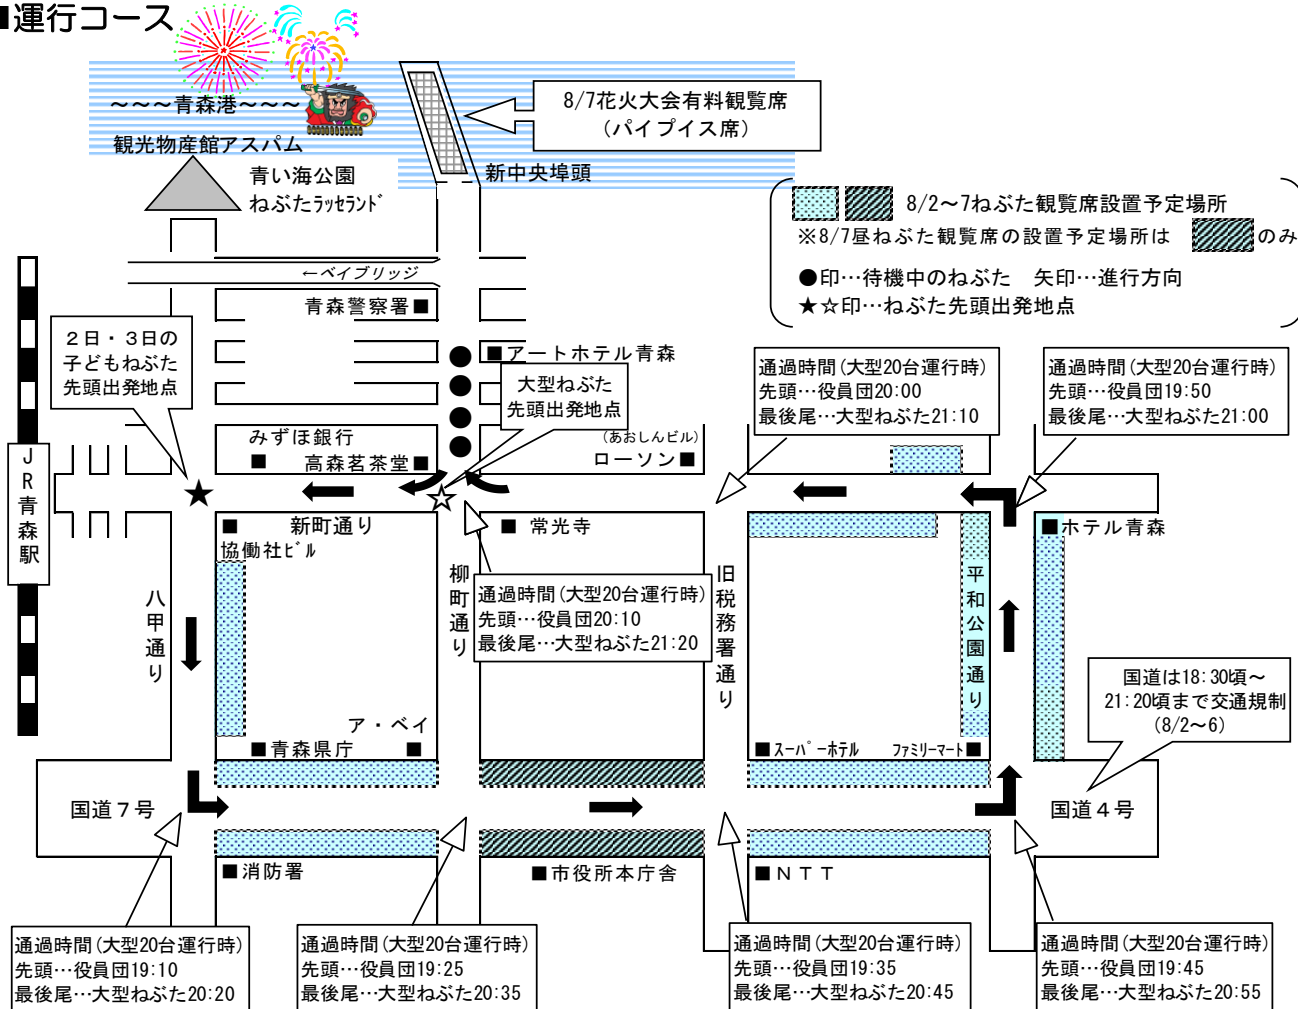 ■運行コース
～～～青森港～～～
観光物産館アスパム
青い海公園
ねぶたラッセランド
8/7花火大会有料観覧席
（パイプイス席）
新中央埠頭
8/2～7ねぶた観覧席設置予定場所
※8/7昼ねぶた観覧席の設置予定場所は のみ
●印…待機中のねぶた 矢印…進行方向
★☆印…ねぶた先頭出発地点
←ベイブリッジ
青森警察署■
２日・３日の
子どもねぶた
先頭出発地点
■アートホテル青森
大型ねぶた
先頭出発地点
通過時間(大型20台運行時)
先頭…役員団20:00
最後尾…大型ねぶた21:10
通過時間(大型20台運行時)
先頭…役員団19:50
最後尾…大型ねぶた21:00
みずほ銀行
■
高森茗茶堂■
(あおしんビル)
ローソン■
JR青森駅
■
協働社ビル
新町通り
■ 常光寺
■ホテル青森
八甲通り
柳町通り
旧税務署通り
平和公園通り
通過時間(大型20台運行時)
先頭…役員団20:10
最後尾…大型ねぶた21:20
国道は18:30頃～
21:20頃まで交通規制
(8/2～6)
ア・ベイ
■青森県庁 ■
■スーパーホテル
ファミリーマート■
国道７号
国道４号
■消防署
■市役所本庁舎
■ＮＴＴ
通過時間(大型20台運行時)
先頭…役員団19:10
最後尾…大型ねぶた20:20
通過時間(大型20台運行時)
先頭…役員団19:25
最後尾…大型ねぶた20:35
通過時間(大型20台運行時)
先頭…役員団19:35
最後尾…大型ねぶた20:45
通過時間(大型20台運行時)
先頭…役員団19:45
最後尾…大型ねぶた20:55